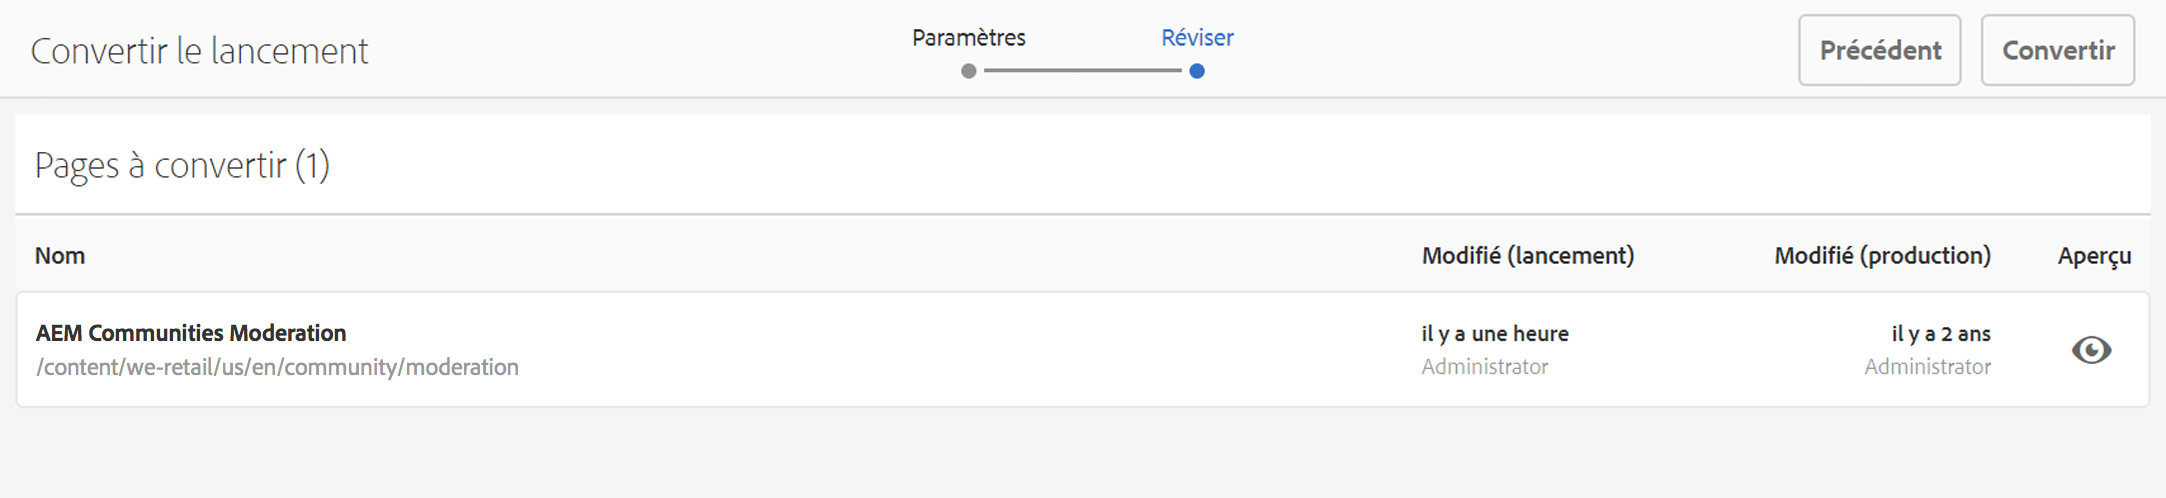 Convertir le lancement
Paramètres
Réviser
Précédent
Convertir
Pages à convertir (1)
Nom
Modifié (lancement)
Modifié (production)
Aperçu
AEM Communities Moderation
/content/we-retail/us/en/community/moderation
il y a une heure
Administrator
il y a 2 ans
Administrator